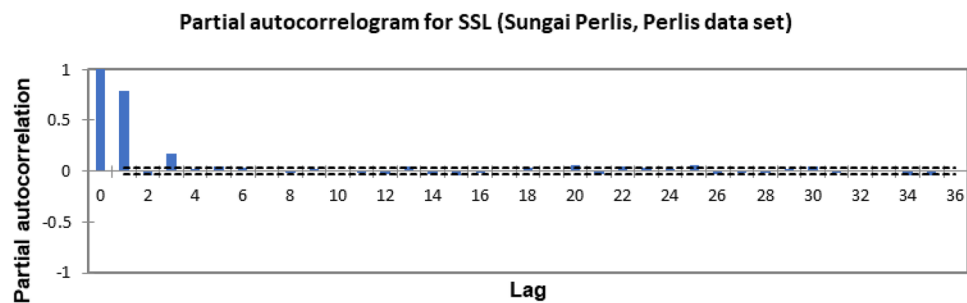 Partial autocorrelogram for SSL (Sungai Perlis, Perlis data set)
Partial autocorrelation
1
0.5
0
-0.5
-1
0 2 4 6 8 10 12 14 16 18 20 22 24 26 28 30 32 34 36
Lag